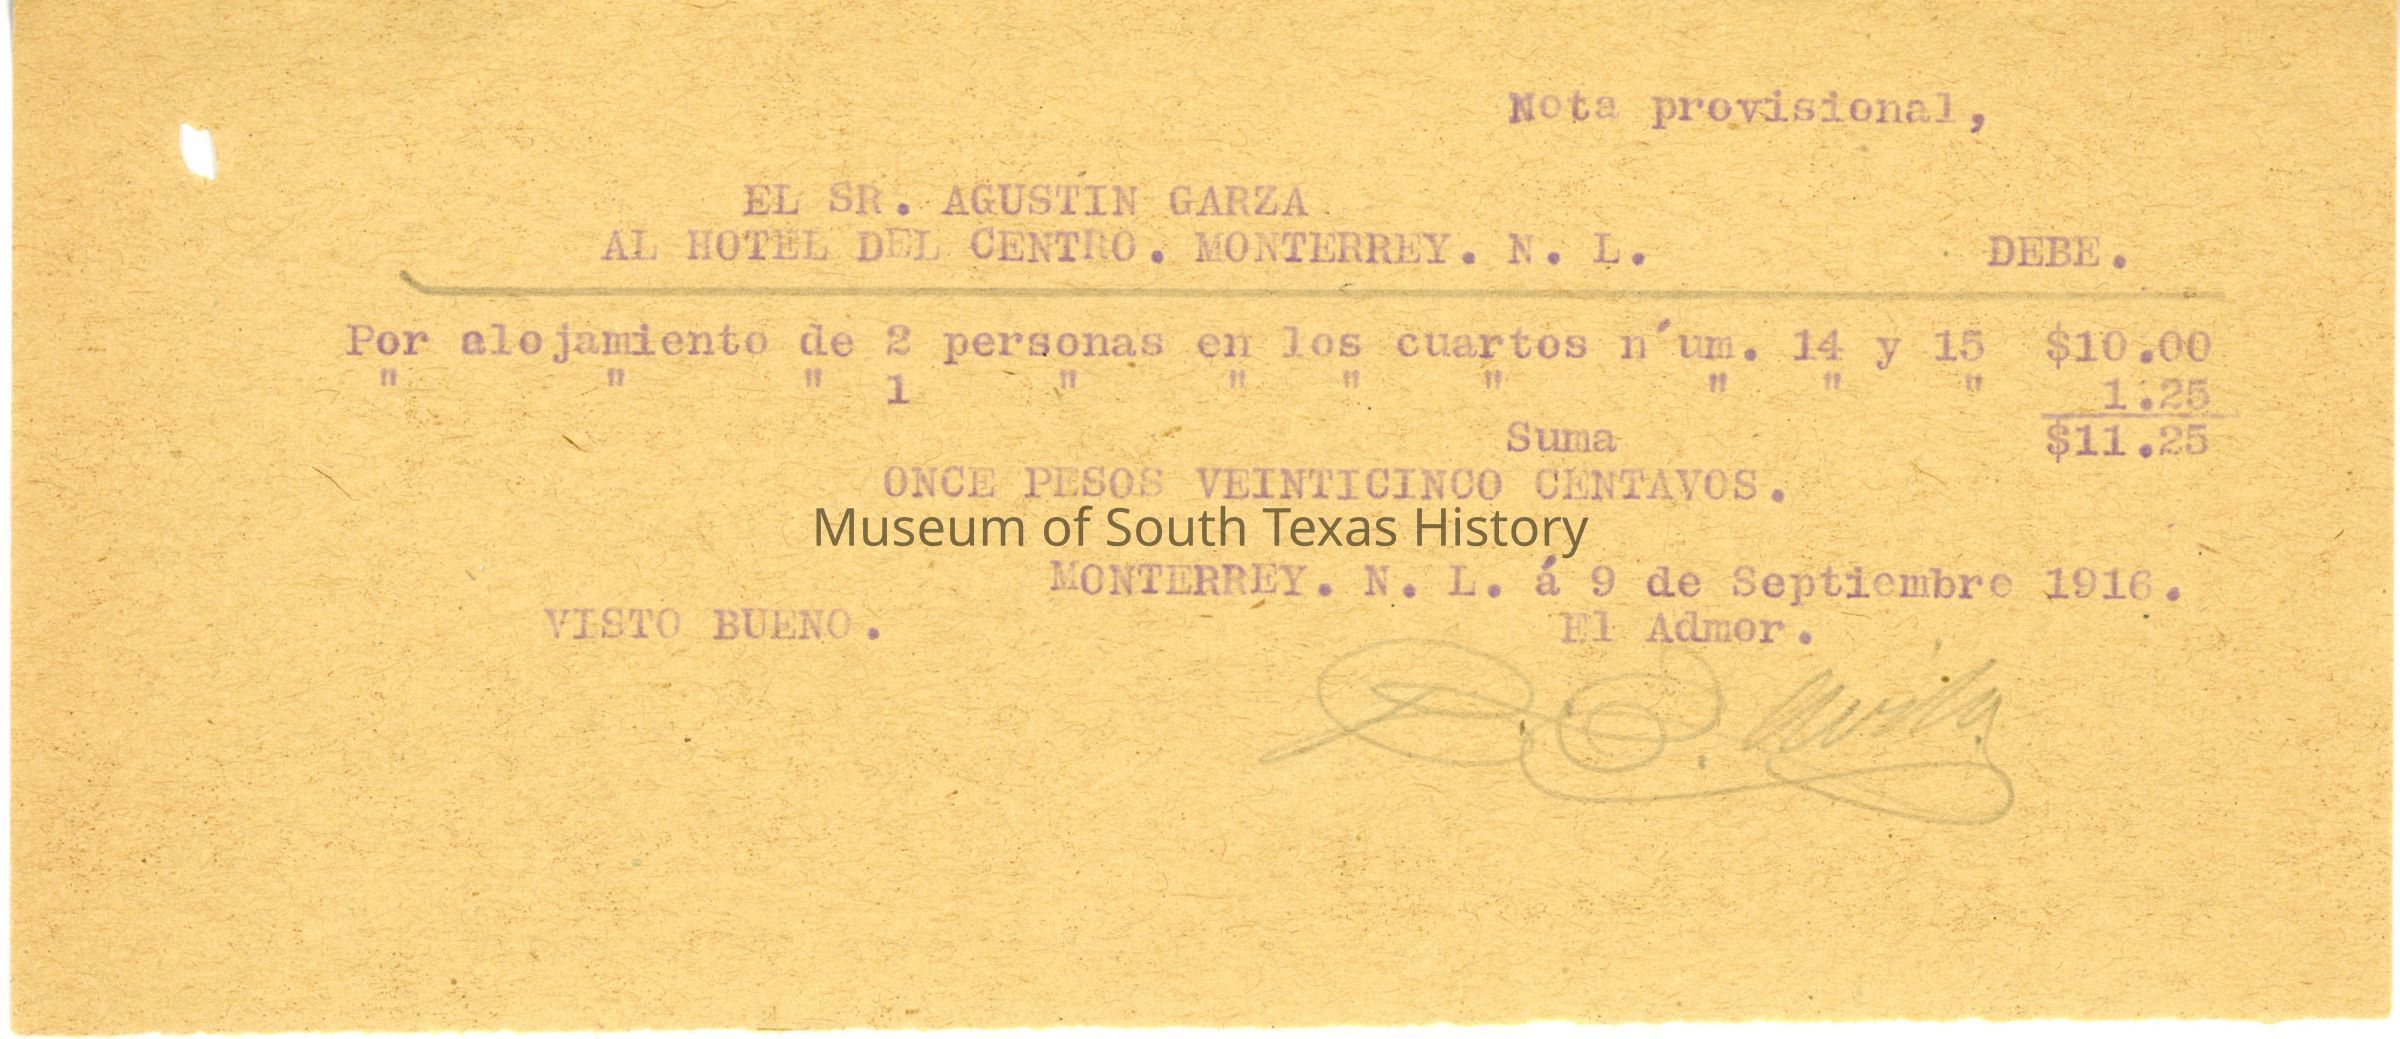 Nota provisional,
EL SR. AGUSTIN GARZA
AL HOTEL DEL CENTRO. MONTERREY. N. L. DEBE.
Por alojamiento de 2 personas en los cuartos n´um. 14 y 15 $10.00
" " " 1 " " " " " " " 1.25
Suma $11.25
ONCE PESOS VEINTICINCO CENTAVOS.
Museum of South Texas History
MONTERREY. N. L. á 9 de Septiembre 1916.
VISTO BUENO. El Admor.
Avila